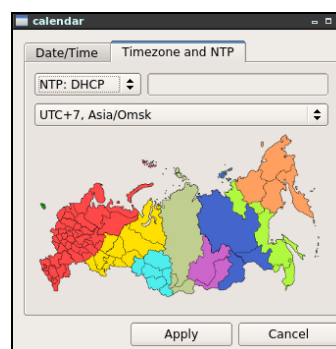 calendar
Date/Time
Timezone and NTP
NTP: DHCP
UTC+7, Asia/Omsk
Apply
Cancel